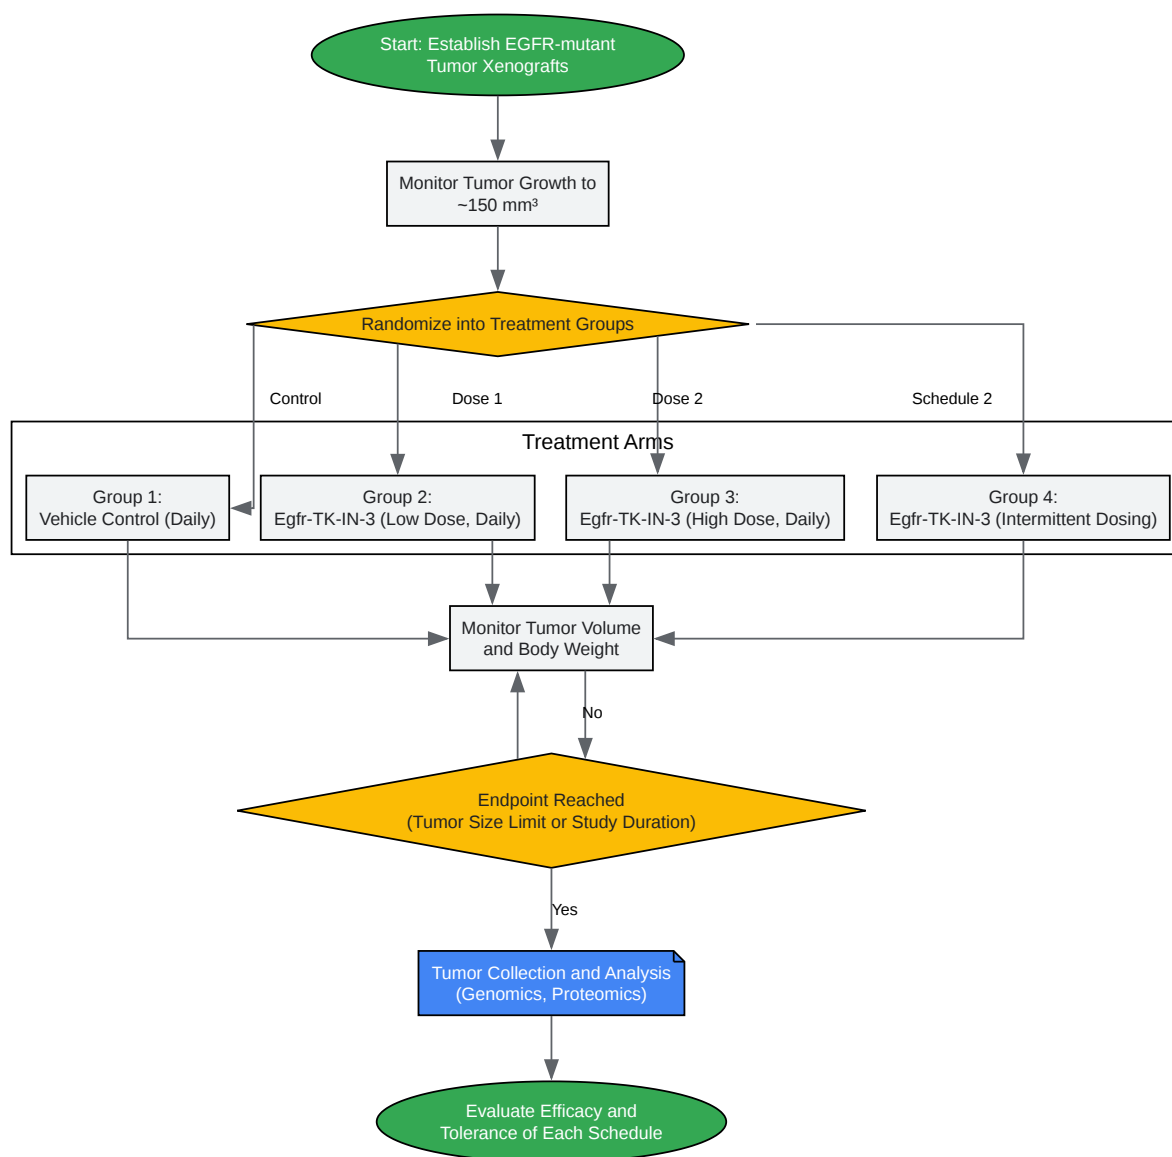 Start: Establish EGFR-mutant
Tumor Xenografts
Monitor Tumor Growth to
~150 mm³
Randomize into Treatment Groups
Control
Dose 1
Dose 2
Schedule 2
Treatment Arms
Group 1:
Vehicle Control (Daily)
Group 2:
Egfr-TK-IN-3 (Low Dose, Daily)
Group 3:
Egfr-TK-IN-3 (High Dose, Daily)
Group 4:
Egfr-TK-IN-3 (Intermittent Dosing)
Monitor Tumor Volume
and Body Weight
No
Endpoint Reached
(Tumor Size Limit or Study Duration)
Yes
Tumor Collection and Analysis
(Genomics, Proteomics)
Evaluate Efficacy and
Tolerance of Each Schedule